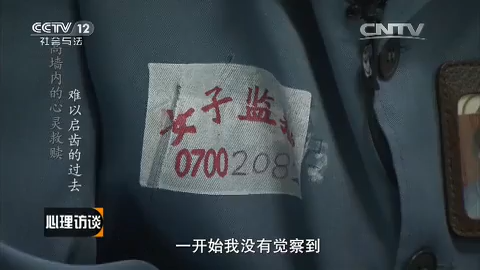 CCTV 12
社会与法
CNTV
高墙内的心灵救赎
难以启齿的过去
女子监
0700208
心理访谈
一开始我没有觉察到